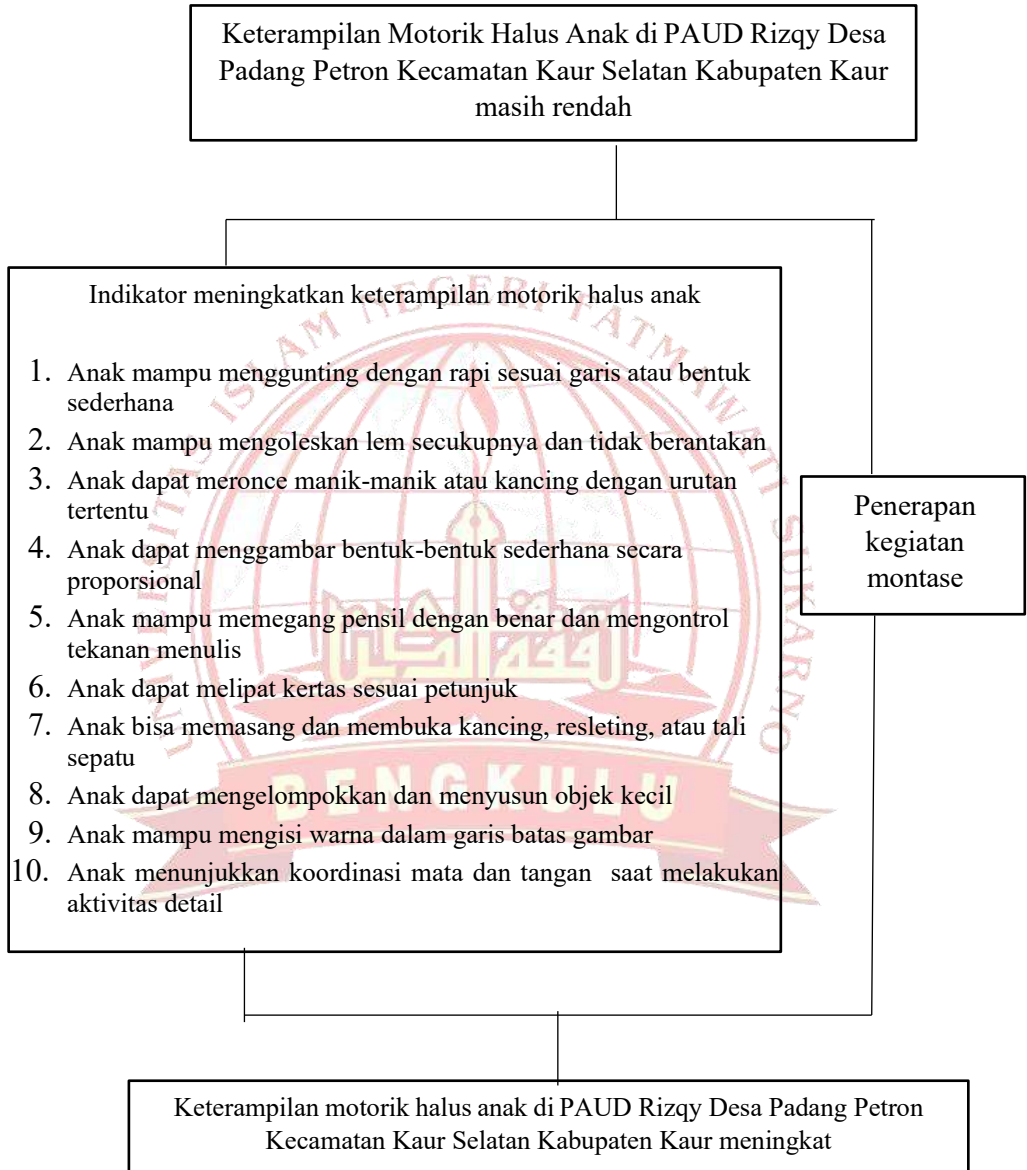 Keterampilan Motorik Halus Anak di PAUD Rizqy Desa
Padang Petron Kecamatan Kaur Selatan Kabupaten Kaur
masih rendah
Indikator meningkatkan keterampilan motorik halus anak
1. Anak mampu menggunting dengan rapi sesuai garis atau bentuk
sederhana
2. Anak mampu mengoleskan lem secukupnya dan tidak berantakan
3. Anak dapat meronce manik-manik atau kancing dengan urutan
tertentu
4. Anak dapat menggambar bentuk-bentuk sederhana secara
proporsional
5. Anak mampu memegang pensil dengan benar dan mengontrol
tekanan menulis
6. Anak dapat melipat kertas sesuai petunjuk
7. Anak bisa memasang dan membuka kancing, resleting, atau tali
sepatu
8. Anak dapat mengelompokkan dan menyusun objek kecil
9. Anak mampu mengisi warna dalam garis batas gambar
10. Anak menunjukkan koordinasi mata dan tangan saat melakukan
aktivitas detail
Penerapan
kegiatan
montase
Keterampilan motorik halus anak di PAUD Rizqy Desa Padang Petron
Kecamatan Kaur Selatan Kabupaten Kaur meningkat
UNIVERSITAS ISLAM NEGERI FATMAWATI SUKARNO
BENGKULU